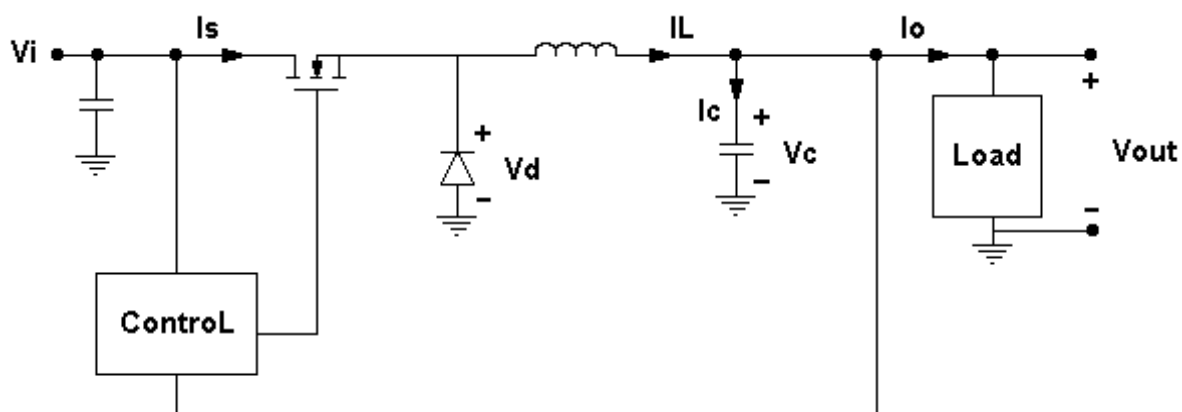 Is
IL
Io
Vi
+
Ic
+
+
Vd
Vc
Load
Vout
-
-
-
ControL